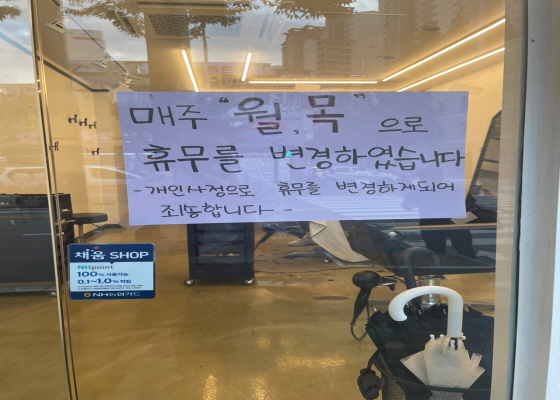 매주 "월, 목" 으로
휴무를 변경하였습니다
- 개인사정으로 휴무를 변경하게되어
죄송합니다 -
채움 SHOP
NHpoint
100% 사용가능
0.1~1.0% 적립
NH농협카드